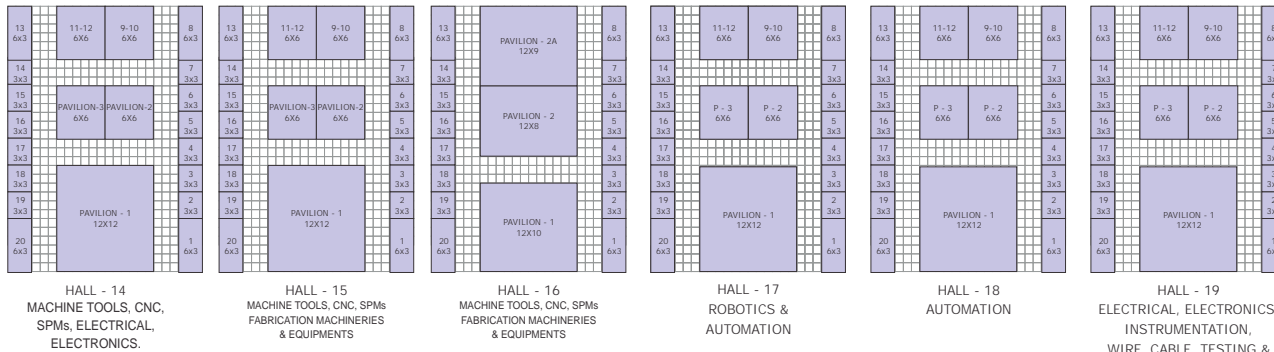 13
6x3
14
3x3
15
3x3
16
3x3
17
3x3
18
3x3
19
3x3
20
6x3
11-12
6X6
9-10
6X6
PAVILION-3
6X6
PAVILION-2
6X6
PAVILION - 1
12X12
8
6x3
7
3x3
6
3x3
5
3x3
4
3x3
3
3x3
2
3x3
1
6x3
HALL - 14
MACHINE TOOLS, CNC,
SPMs, ELECTRICAL,
ELECTRONICS,
13
6x3
14
3x3
15
3x3
16
3x3
17
3x3
18
3x3
19
3x3
20
6x3
11-12
6X6
9-10
6X6
PAVILION-3
6X6
PAVILION-2
6X6
PAVILION - 1
12X12
8
6x3
7
3x3
6
3x3
5
3x3
4
3x3
3
3x3
2
3x3
1
6x3
HALL - 15
MACHINE TOOLS, CNC, SPMs
FABRICATION MACHINERIES
& EQUIPMENTS
13
6x3
14
3x3
15
3x3
16
3x3
17
3x3
18
3x3
19
3x3
20
6x3
PAVILION - 2A
12X9
PAVILION - 2
12X8
PAVILION - 1
12X10
8
6x3
7
3x3
6
3x3
5
3x3
4
3x3
3
3x3
2
3x3
1
6x3
HALL - 16
MACHINE TOOLS, CNC, SPMs
FABRICATION MACHINERIES
& EQUIPMENTS
13
6x3
14
3x3
15
3x3
16
3x3
17
3x3
18
3x3
19
3x3
20
6x3
11-12
6X6
9-10
6X6
P - 3
6X6
P - 2
6X6
PAVILION - 1
12X12
8
6x3
7
3x3
6
3x3
5
3x3
4
3x3
3
3x3
2
3x3
1
6x3
HALL - 17
ROBOTICS &
AUTOMATION
13
6x3
14
3x3
15
3x3
16
3x3
17
3x3
18
3x3
19
3x3
20
6x3
11-12
6X6
9-10
6X6
P - 3
6X6
P - 2
6X6
PAVILION - 1
12X12
8
6x3
7
3x3
6
3x3
5
3x3
4
3x3
3
3x3
2
3x3
1
6x3
HALL - 18
AUTOMATION
13
6x3
14
3x3
15
3x3
16
3x3
17
3x3
18
3x3
19
3x3
20
6x3
11-12
6X6
9-10
6X6
P - 3
6X6
P - 2
6X6
PAVILION - 1
12X12
HALL - 19
ELECTRICAL, ELECTRONICS
INSTRUMENTATION,
WIRE, CABLE, TESTING &